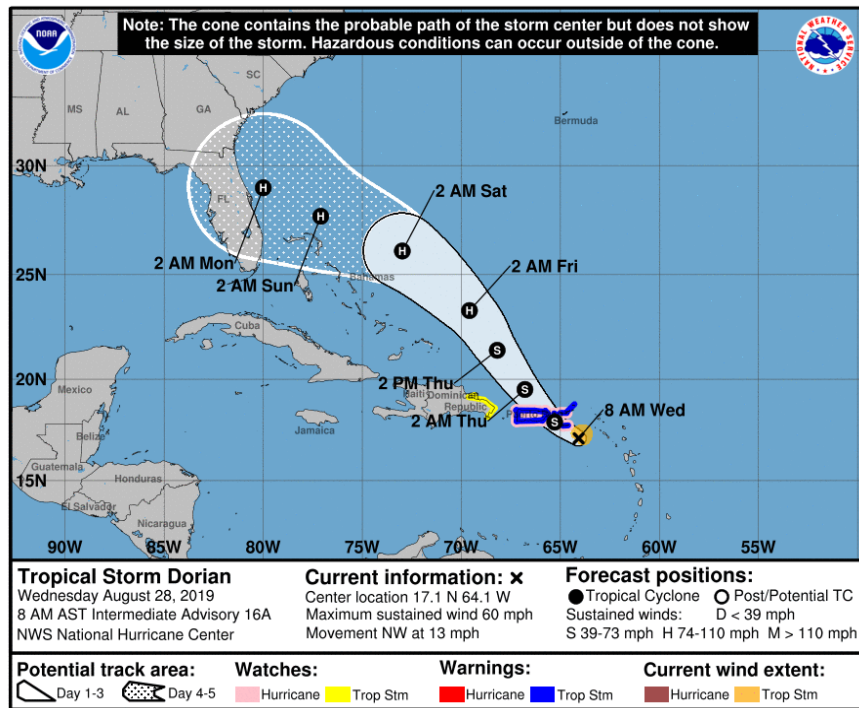 Note: The cone contains the probable path of the storm center but does not show
the size of the storm. Hazardous conditions can occur outside of the cone.
NOAA
NATIONAL WEATHER SERVICE
SC
MS
AL
GA
Bermuda
30N
FL
2 AM Sat
2 AM Mon
2 AM Fri
2 AM Sun
25N
Bahamas
Cuba
20N
2 PM Thu
Mexico
Haiti
Dominican
Republic
8 AM Wed
2 AM Thu
Jamaica
Belize
15N
Guatemala
Honduras
El Salvador
Nicaragua
90W 85W 80W 75W 70W 65W 60W 55W
H
H
H
H
S
S
S
Tropical Storm Dorian
Wednesday August 28, 2019
8 AM AST Intermediate Advisory 16A
NWS National Hurricane Center
Current information: x
Center location 17.1 N 64.1 W
Maximum sustained wind 60 mph
Movement NW at 13 mph
Forecast positions:
Tropical Cyclone Post/Potential TC
Sustained winds: D < 39 mph
S 39-73 mph H 74-110 mph M > 110 mph
Potential track area:
Day 1-3 Day 4-5
Watches:
Hurricane Trop Stm
Warnings:
Hurricane Trop Stm
Current wind extent:
Hurricane Trop Stm